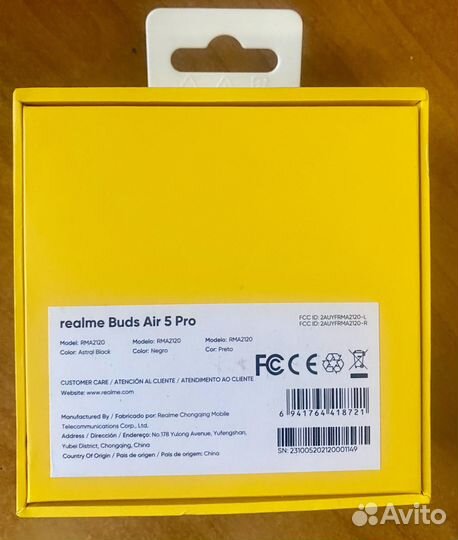 realme Buds Air 5 Pro
Model: RMA2120 Modelo: RMA2120 Modelo: RMA2120
Color: Astral Black Color: Negro Cor: Preto
FCC ID: 2AUYFRMA2120-L
FCC ID: 2AUYFRMA2120-R
CUSTOMER CARE / ATENCIÓN AL CLIENTE / ATENDIMENTO AO CLIENTE
Website: www.realme.com
FC CE
Manufactured By / Fabricado por: Realme Chongqing Mobile
Telecommunications Corp., Ltd.
Address / Dirección / Endereço: No.178 Yulong Avenue, Yufengshan,
Yubei District, Chongqing, China
Country Of Origin / País de origen / País de origem: China
6 941764 418721
SN: 231005202120001149
Avito